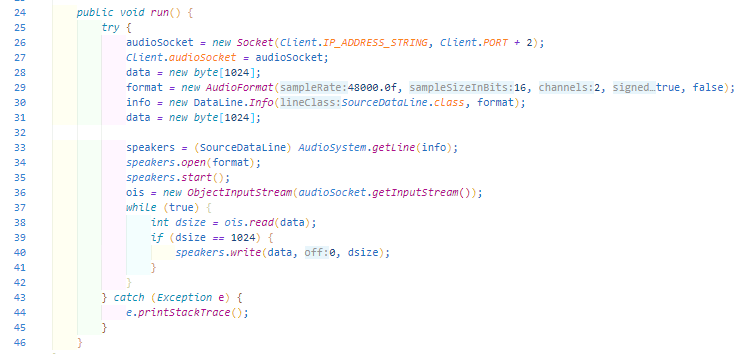 24 public void run() {
25 try {
26 audioSocket = new Socket(Client.IP_ADDRESS_STRING, Client.PORT + 2);
27 Client.audioSocket = audioSocket;
28 data = new byte[1024];
29 format = new AudioFormat(sampleRate:48000.0f, sampleSizeInBits:16, channels:2, signed…true, false);
30 info = new DataLine.Info(lineClass:SourceDataLine.class, format);
31 data = new byte[1024];
32
33 speakers = (SourceDataLine) AudioSystem.getLine(info);
34 speakers.open(format);
35 speakers.start();
36 ois = new ObjectInputStream(audioSocket.getInputStream());
37 while (true) {
38 int dsize = ois.read(data);
39 if (dsize == 1024) {
40 speakers.write(data, off:0, dsize);
41 }
42 }
43 } catch (Exception e) {
44 e.printStackTrace();
45 }
46 }